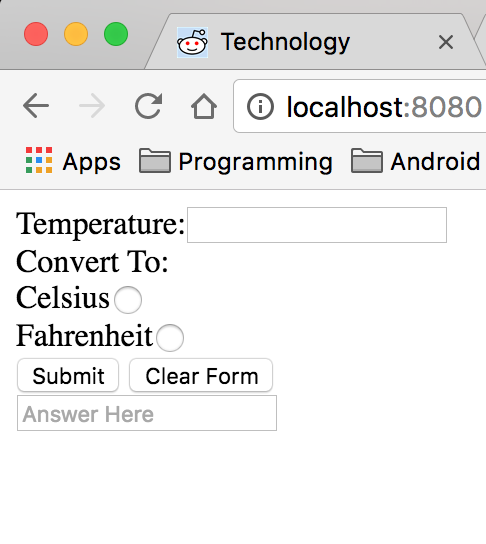 Technology
localhost:8080
Apps Programming Android
Temperature:
Convert To:
Celsius
Fahrenheit
Submit Clear Form
Answer Here